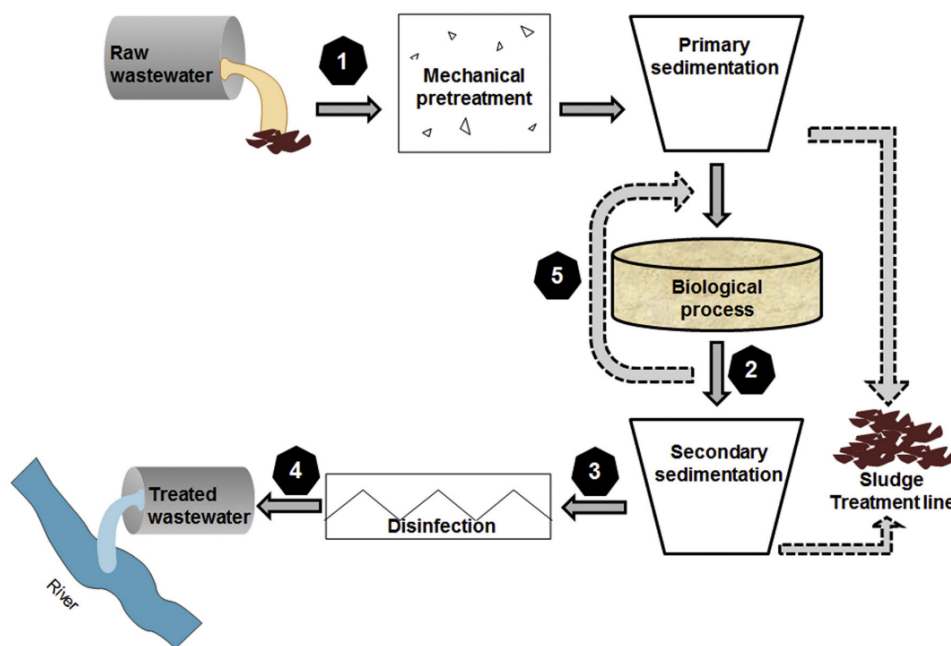 Raw
wastewater
1
Mechanical
pretreatment
Primary
sedimentation
5
Biological
process
2
Secondary
sedimentation
Sludge
Treatment line
3
Disinfection
4
Treated
wastewater
River